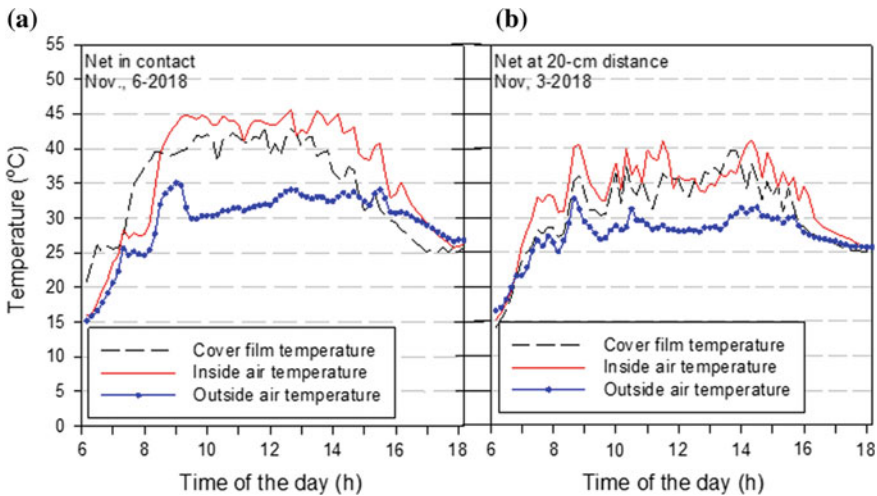 (a)
(b)
55
50
45
40
35
30
25
20
15
10
5
0
Temperature (°C)
Net in contact
Nov., 6-2018
Cover film temperature
Inside air temperature
Outside air temperature
6 8 10 12 14 16 18
Time of the day (h)
Net at 20-cm distance
Nov, 3-2018
Cover film temperature
Inside air temperature
Outside air temperature
6 8 10 12 14 16 18
Time of the day (h)